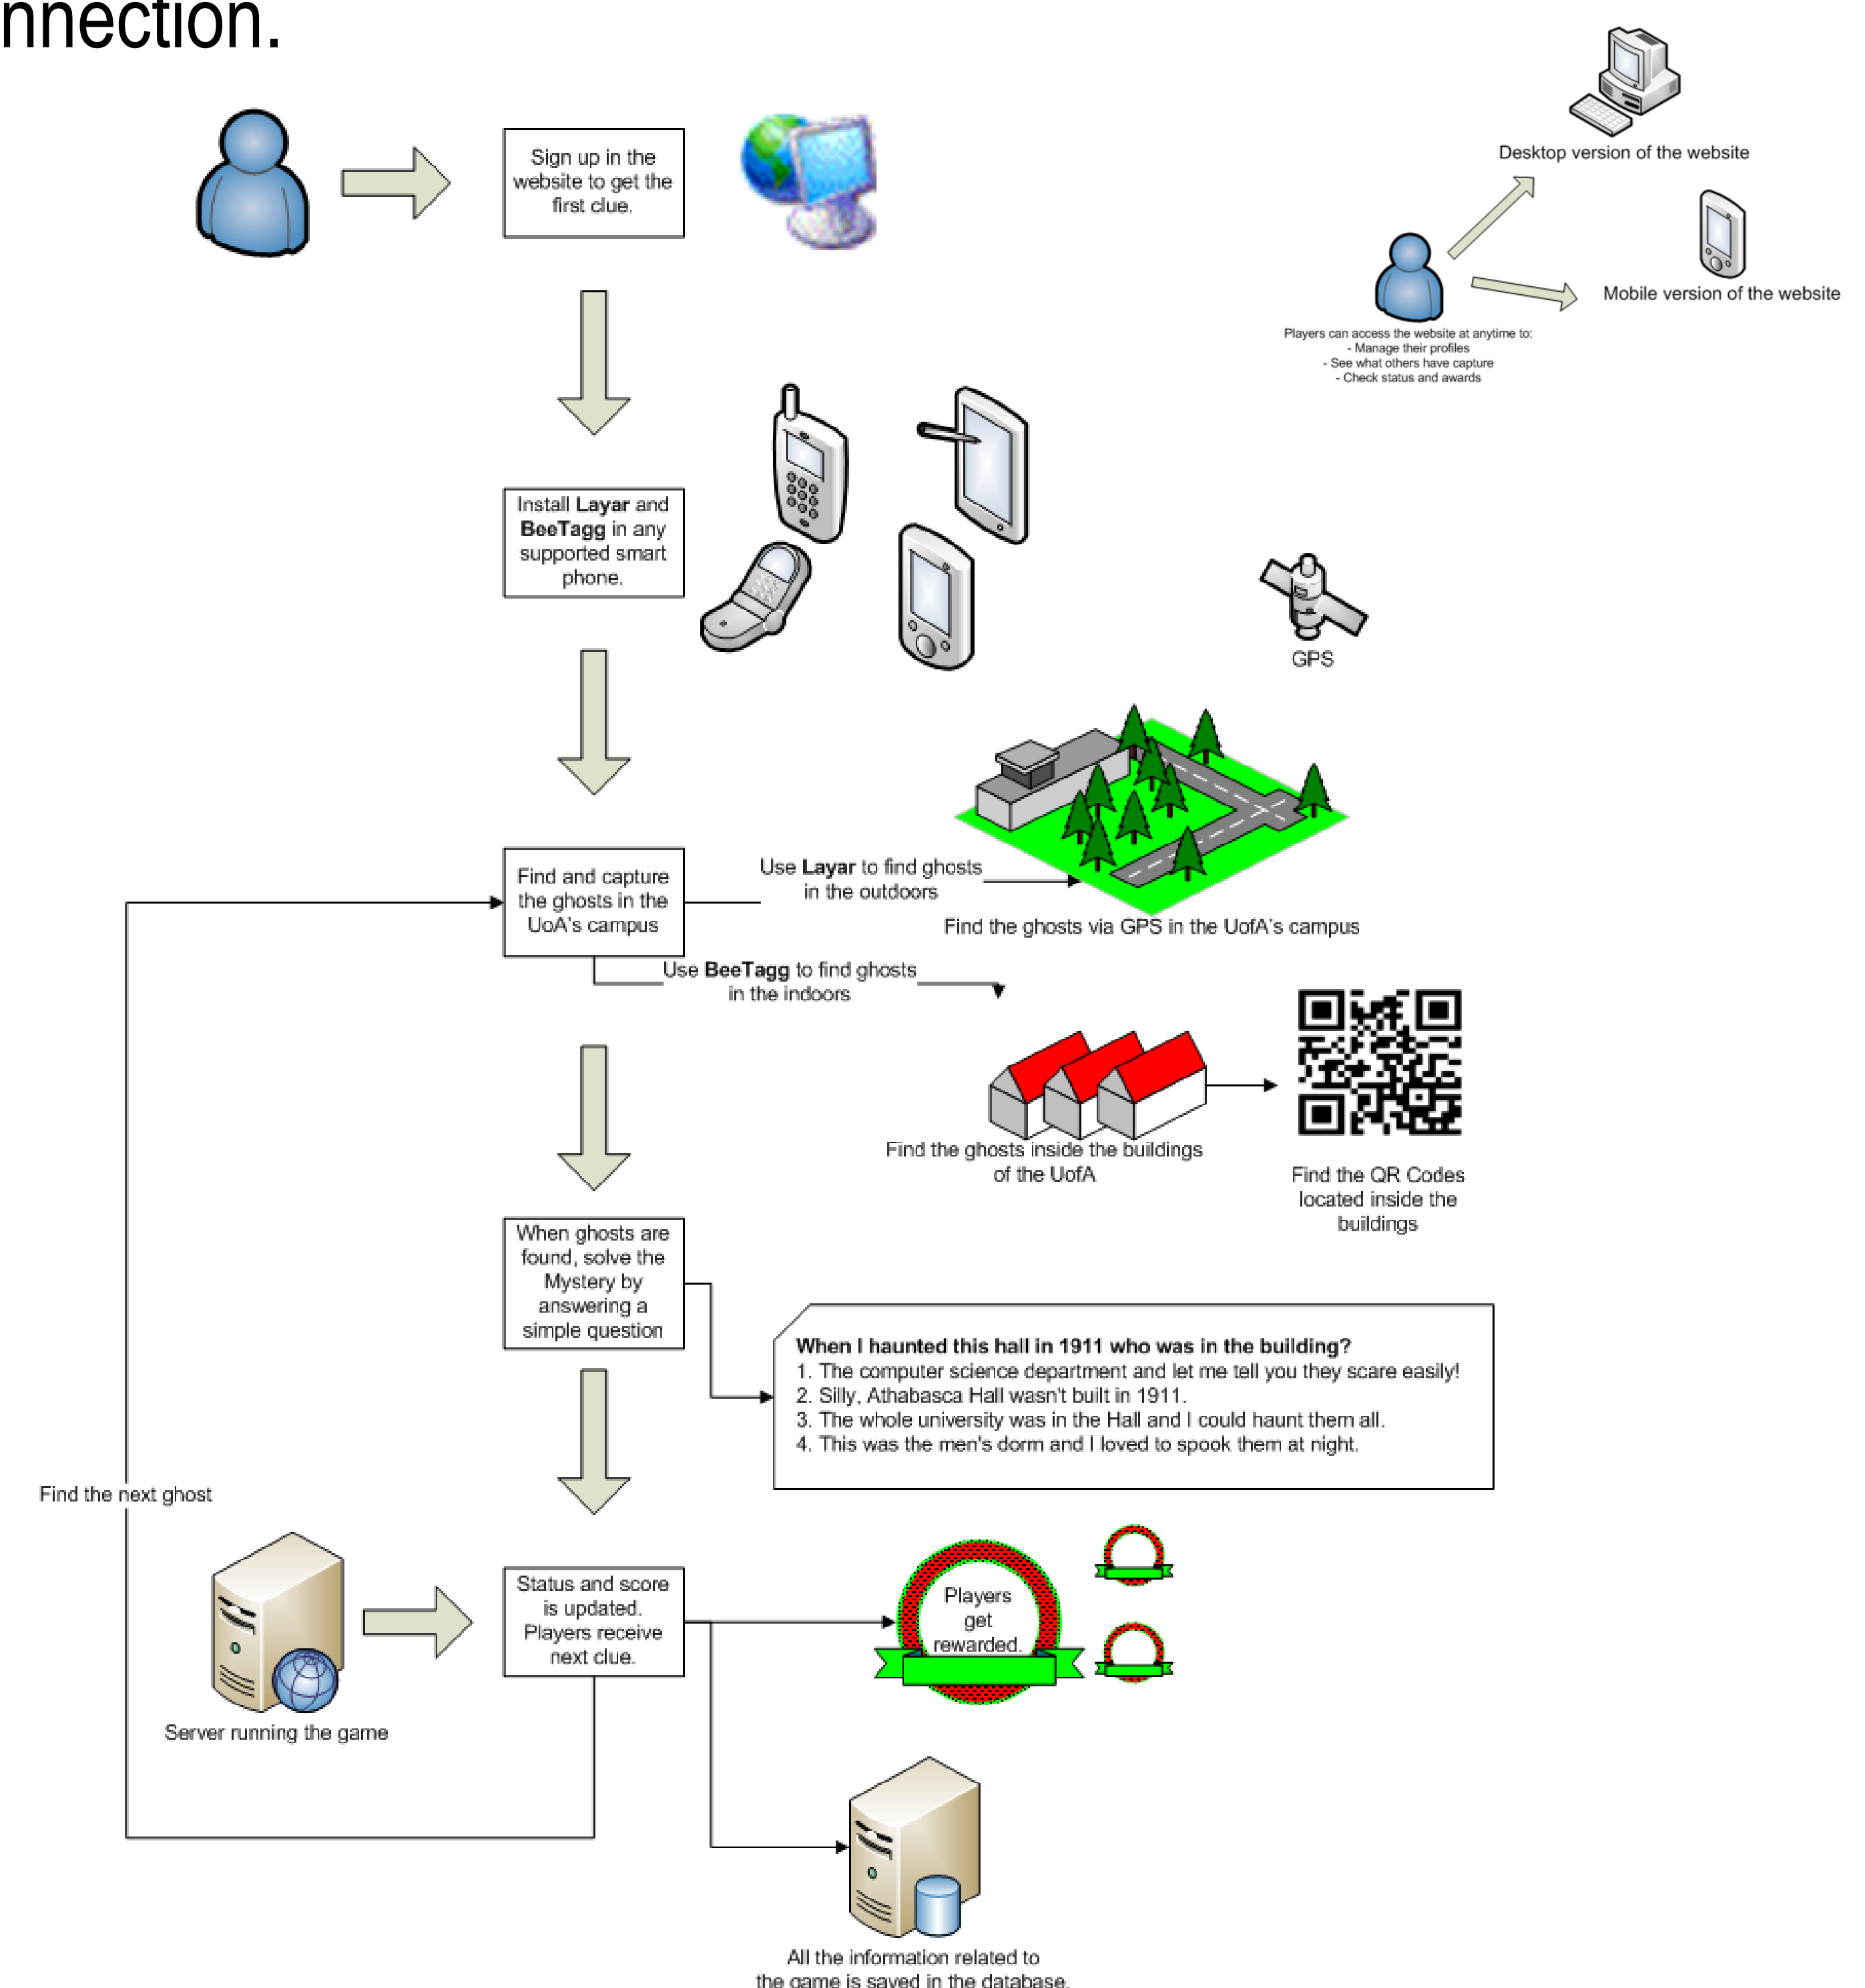 nnection.
Desktop version of the website
Mobile version of the website
Players can access the website at anytime to:
- Manage their profiles
- See what others have capture
- Check status and awards
Sign up in the
website to get the
first clue.
Install Layar and
BeeTagg in any
supported smart
phone.
GPS
Find and capture
the ghosts in the
UoA's campus
Use Layar to find ghosts
in the outdoors
Find the ghosts via GPS in the UofA's campus
Use BeeTagg to find ghosts
in the indoors
Find the ghosts inside the buildings
of the UofA
Find the QR Codes
located inside the
buildings
When ghosts are
found, solve the
Mystery by
answering a
simple question
When I haunted this hall in 1911 who was in the building?
1. The computer science department and let me tell you they scare easily!
2. Silly, Athabasca Hall wasn't built in 1911.
3. The whole university was in the Hall and I could haunt them all.
4. This was the men's dorm and I loved to spook them at night.
Find the next ghost
Status and score
is updated.
Players receive
next clue.
Players
get
rewarded.
Server running the game
All the information related to
the game is saved in the database.